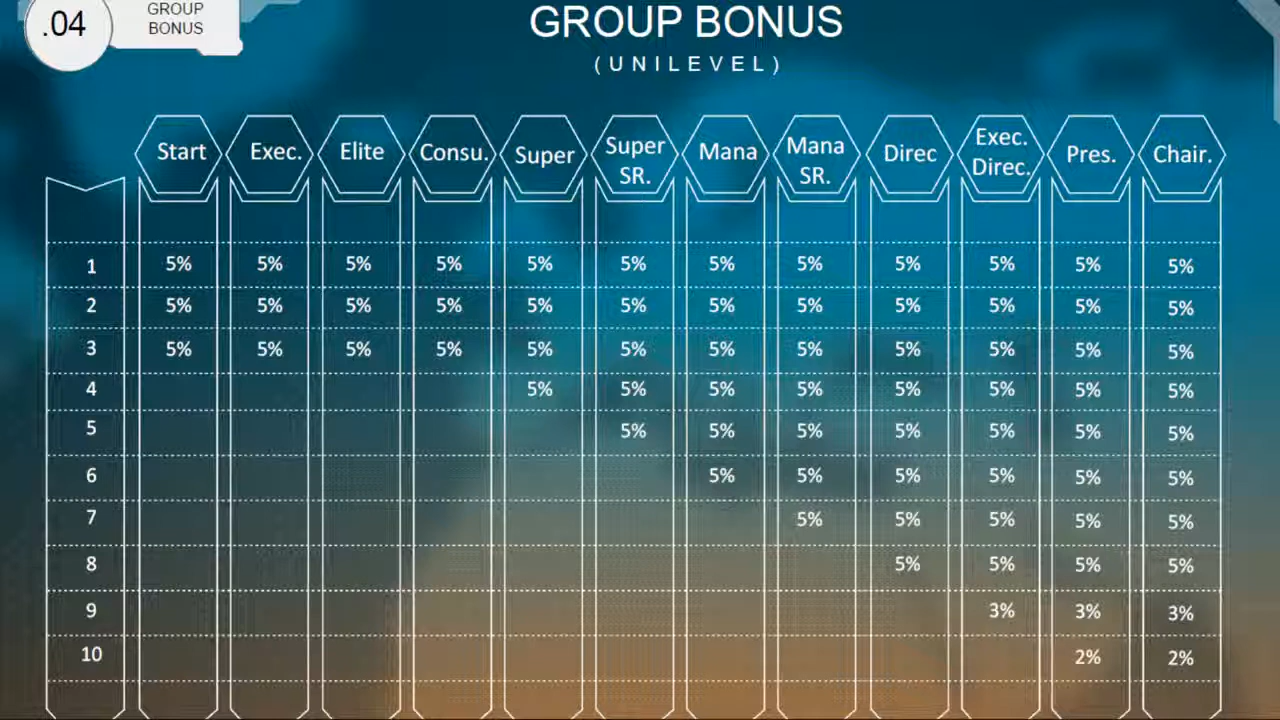 .04
GROUP
BONUS
GROUP BONUS
(UNILEVEL)
Start Exec. Elite Consu. Super Super SR. Mana Mana SR. Direc Exec. Direc. Pres. Chair.
1 5% 5% 5% 5% 5% 5% 5% 5% 5% 5% 5% 5%
2 5% 5% 5% 5% 5% 5% 5% 5% 5% 5% 5% 5%
3 5% 5% 5% 5% 5% 5% 5% 5% 5% 5% 5% 5%
4 5% 5% 5% 5% 5% 5% 5% 5%
5 5% 5% 5% 5% 5% 5% 5%
6 5% 5% 5% 5% 5% 5%
7 5% 5% 5% 5% 5%
8 5% 5% 5% 5%
9 3% 3% 3%
10 2% 2%